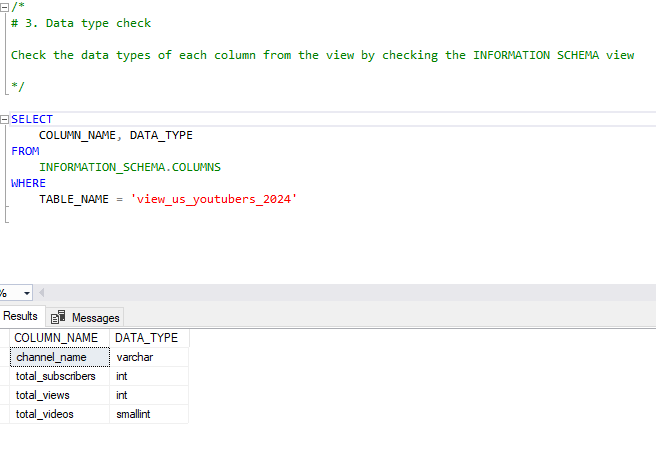 /*
# 3. Data type check
Check the data types of each column from the view by checking the INFORMATION SCHEMA view
*/
SELECT
COLUMN_NAME, DATA_TYPE
FROM
INFORMATION_SCHEMA.COLUMNS
WHERE
TABLE_NAME = 'view_us_youtubers_2024'
%
Results Messages
COLUMN_NAME DATA_TYPE
channel_name varchar
total_subscribers int
total_views int
total_videos smallint